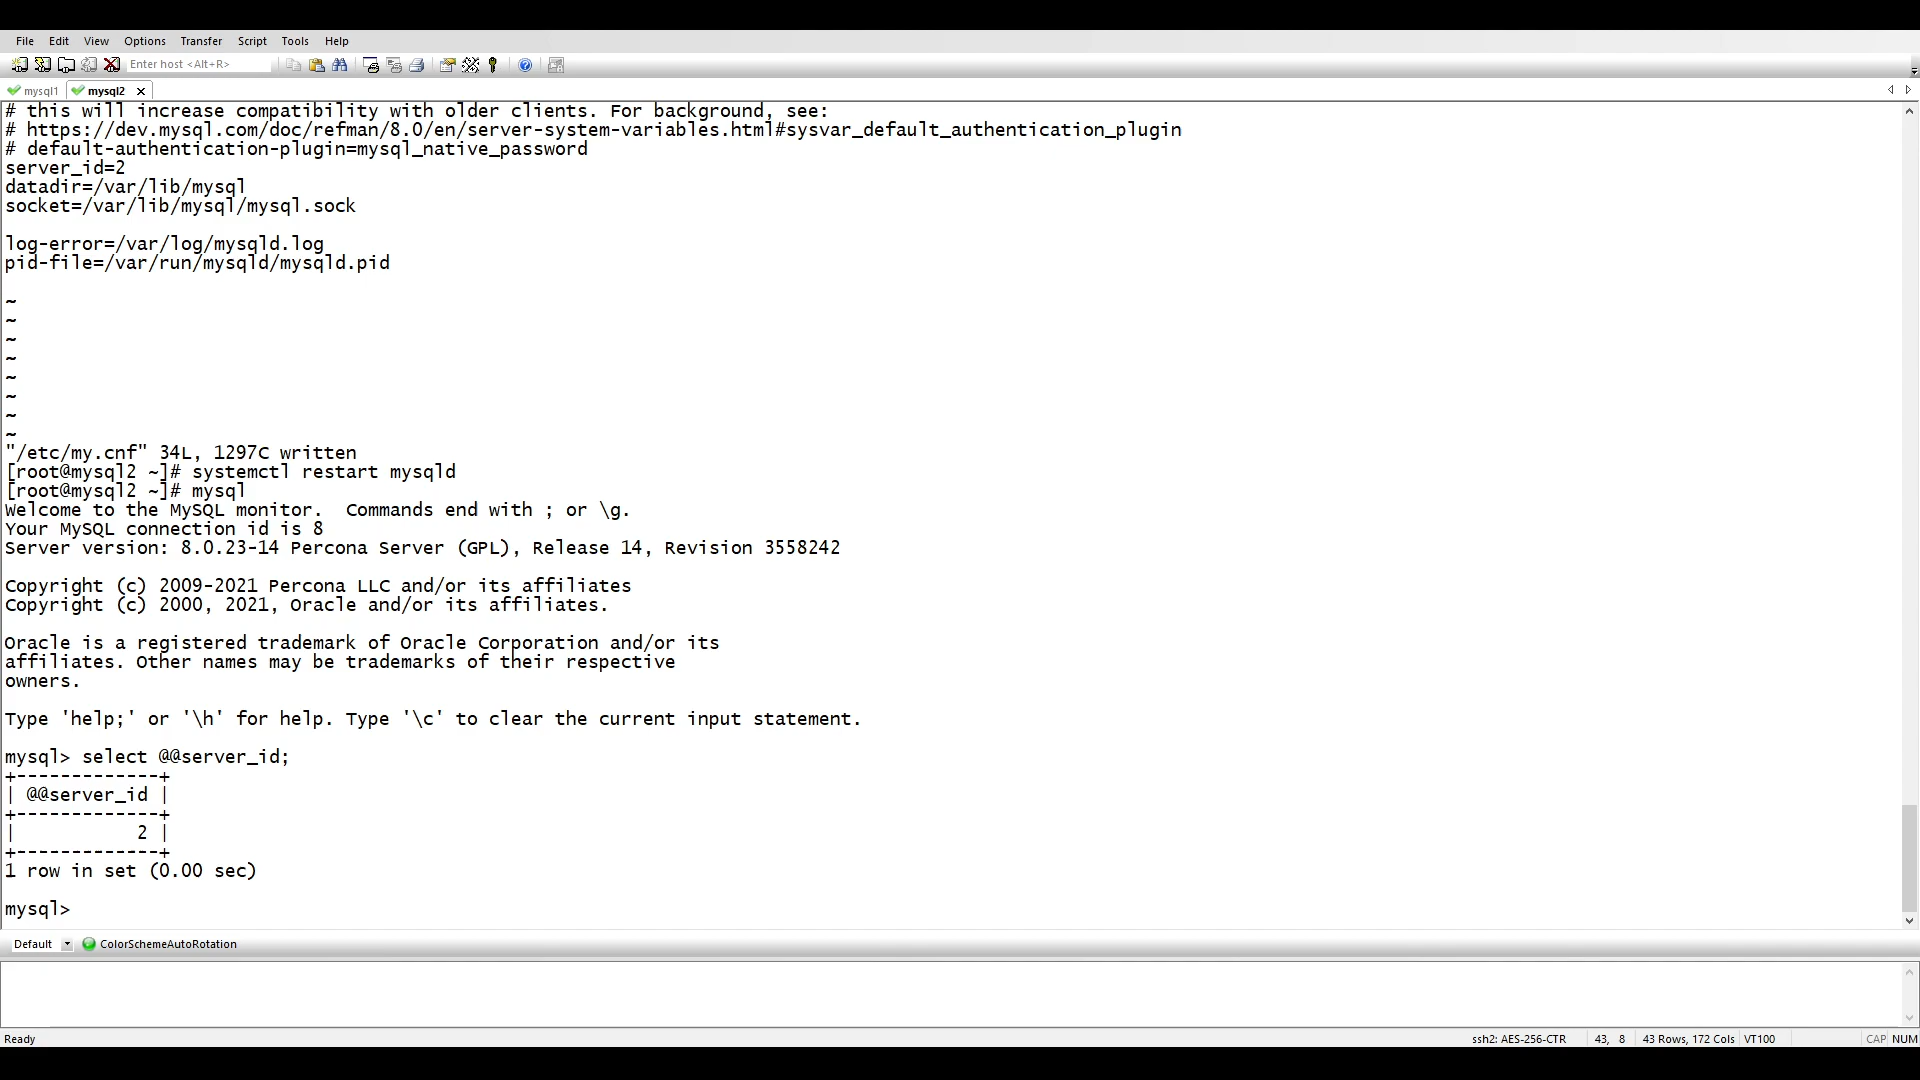 File Edit View Options Transfer Script Tools Help
Enter host <Alt+R>
mysql1 mysql2
# this will increase compatibility with older clients. For background, see:
# https://dev.mysql.com/doc/refman/8.0/en/server-system-variables.html#sysvar_default_authentication_plugin
# default-authentication-plugin=mysql_native_password
server_id=2
datadir=/var/lib/mysql
socket=/var/lib/mysql/mysql.sock
log-error=/var/log/mysqld.log
pid-file=/var/run/mysqld/mysqld.pid
~
~
~
~
~
~
~
~
"/etc/my.cnf" 34L, 1297C written
[root@mysql2 ~]# systemctl restart mysqld
[root@mysql2 ~]# mysql
Welcome to the MySQL monitor.  Commands end with ; or \g.
Your MySQL connection id is 8
Server version: 8.0.23-14 Percona Server (GPL), Release 14, Revision 3558242
Copyright (c) 2009-2021 Percona LLC and/or its affiliates
Copyright (c) 2000, 2021, Oracle and/or its affiliates.
Oracle is a registered trademark of Oracle Corporation and/or its
affiliates. Other names may be trademarks of their respective
owners.
Type 'help;' or '\h' for help. Type '\c' to clear the current input statement.
mysql> select @@server_id;
+-------------+
| @@server_id |
+-------------+
|           2 |
+-------------+
1 row in set (0.00 sec)
mysql>
Default ColorSchemeAutoRotation
Ready ssh2: AES-256-CTR 43, 8 43 Rows, 172 Cols VT100 CAP NUM